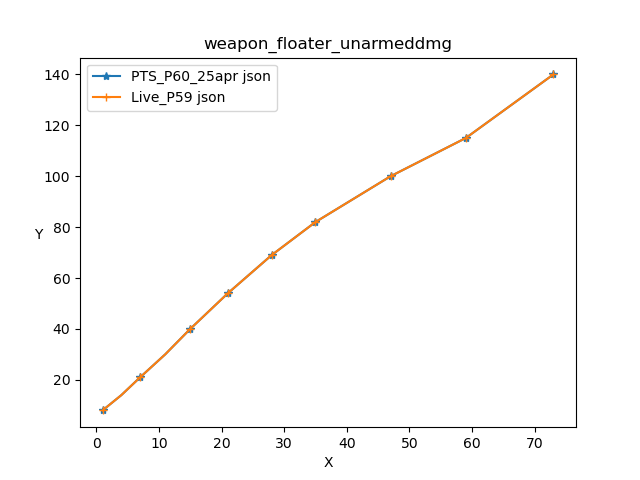 weapon_floater_unarmeddmg
PTS_P60_25apr json
Live_P59 json
140
120
100
80
60
40
20
Y
0 10 20 30 40 50 60 70
X